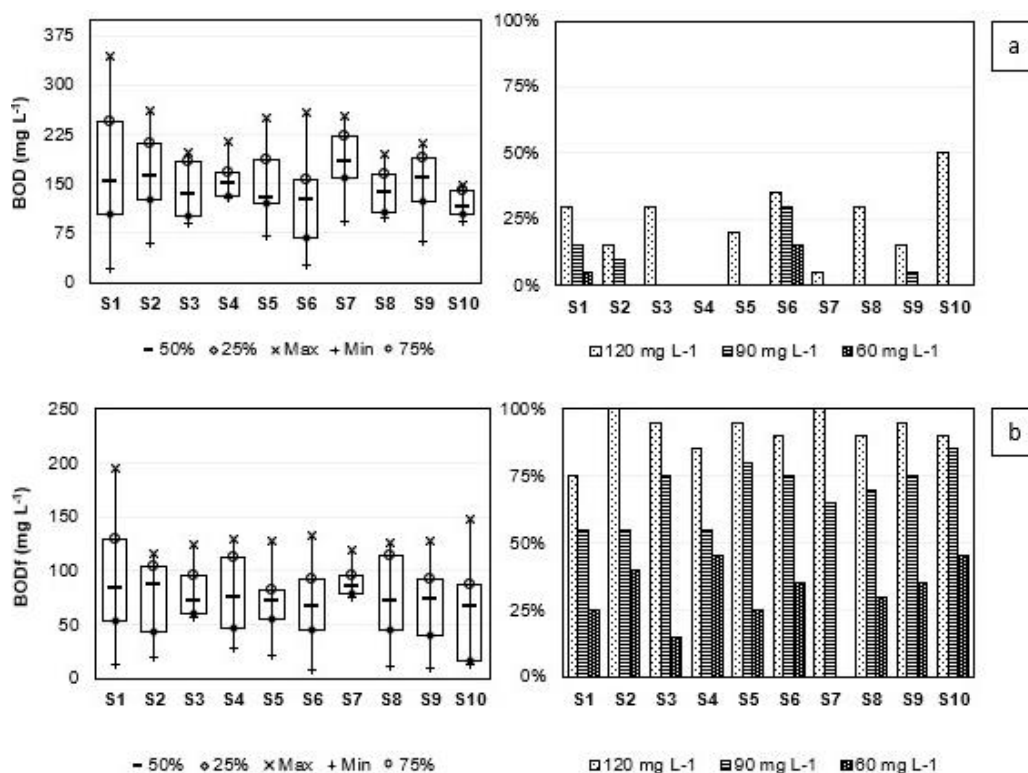 375
300
225
150
75
0
BOD (mg L⁻¹)
S1 S2 S3 S4 S5 S6 S7 S8 S9 S10
50% 25% Max Min 75%
100%
75%
50%
25%
0%
S1 S2 S3 S4 S5 S6 S7 S8 S9 S10
120 mg L-1 90 mg L-1 60 mg L-1
a
250
200
150
100
50
0
BODf (mg L⁻¹)
S1 S2 S3 S4 S5 S6 S7 S8 S9 S10
50% 25% Max Min 75%
100%
75%
50%
25%
0%
S1 S2 S3 S4 S5 S6 S7 S8 S9 S10
120 mg L-1 90 mg L-1 60 mg L-1
b